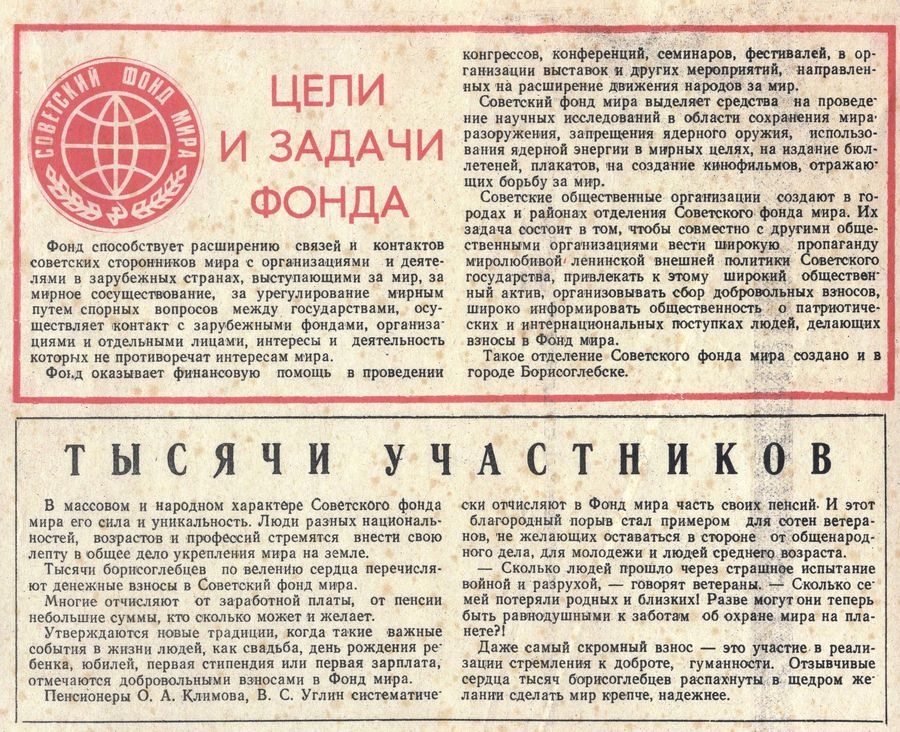 СОВЕТСКИЙ ФОНД МИРА
ЦЕЛИ
И ЗАДАЧИ
ФОНДА
Фонд способствует расширению связей и контактов
советских сторонников мира с организациями и деяте-
лями в зарубежных странах, выступающими за мир, за
мирное сосуществование, за урегулирование мирным
путем спорных вопросов между государствами, осу-
ществляет контакт с зарубежными фондами, организа-
циями и отдельными лицами, интересы и деятельность
которых не противоречат интересам мира.
Фонд оказывает финансовую помощь в проведении
конгрессов, конференций, семинаров, фестивалей, в ор-
ганизации выставок и других мероприятий, направлен-
ных на расширение движения народов за мир.
Советский фонд мира выделяет средства на проведе-
ние научных исследований в области сохранения мира,
разоружения, запрещения ядерного оружия, использо-
вания ядерной энергии в мирных целях, на издание бюл-
летеней, плакатов, на создание кинофильмов, отражаю-
щих борьбу за мир.
Советские общественные организации создают в го-
родах и районах отделения Советского фонда мира. Их
задача состоит в том, чтобы совместно с другими обще-
ственными организациями вести широкую пропаганду
миролюбивой ленинской внешней политики Советского
государства, привлекать к этому широкий обществен-
ный актив, организовывать сбор добровольных взносов,
широко информировать общественность о патриотиче-
ских и интернациональных поступках людей, делающих
взносы в Фонд мира.
Такое отделение Советского фонда мира создано и в
городе Борисоглебске.
ТЫСЯЧИ УЧАСТНИКОВ
В массовом и народном характере Советского фонда
мира его сила и уникальность. Люди разных националь-
ностей, возрастов и профессий стремятся внести свою
лепту в общее дело укрепления мира на земле.
Тысячи борисоглебцев по велению сердца перечисля-
ют денежные взносы в Советский фонд мира.
Многие отчисляют от заработной платы, от пенсии
небольшие суммы, кто сколько может и желает.
Утверждаются новые традиции, когда такие важные
события в жизни людей, как свадьба, день рождения ре-
бенка, юбилей, первая стипендия или первая зарплата,
отмечаются добровольными взносами в Фонд мира.
Пенсионеры О. А. Климова, В. С. Углин систематиче-
ски отчисляют в Фонд мира часть своих пенсий. И этот
благородный порыв стал примером для сотен ветера-
нов, не желающих оставаться в стороне от общенарод-
ного дела, для молодежи и людей среднего возраста.
— Сколько людей прошло через страшное испытание
войной и разрухой, — говорят ветераны. — Сколько се-
мей потеряли родных и близких! Разве могут они теперь
быть равнодушными к заботам об охране мира на пла-
нете?!
Даже самый скромный взнос — это участие в реали-
зации стремления к доброте, гуманности. Отзывчивые
сердца тысяч борисоглебцев распахнуты в щедром же-
лании сделать мир крепче, надежнее.